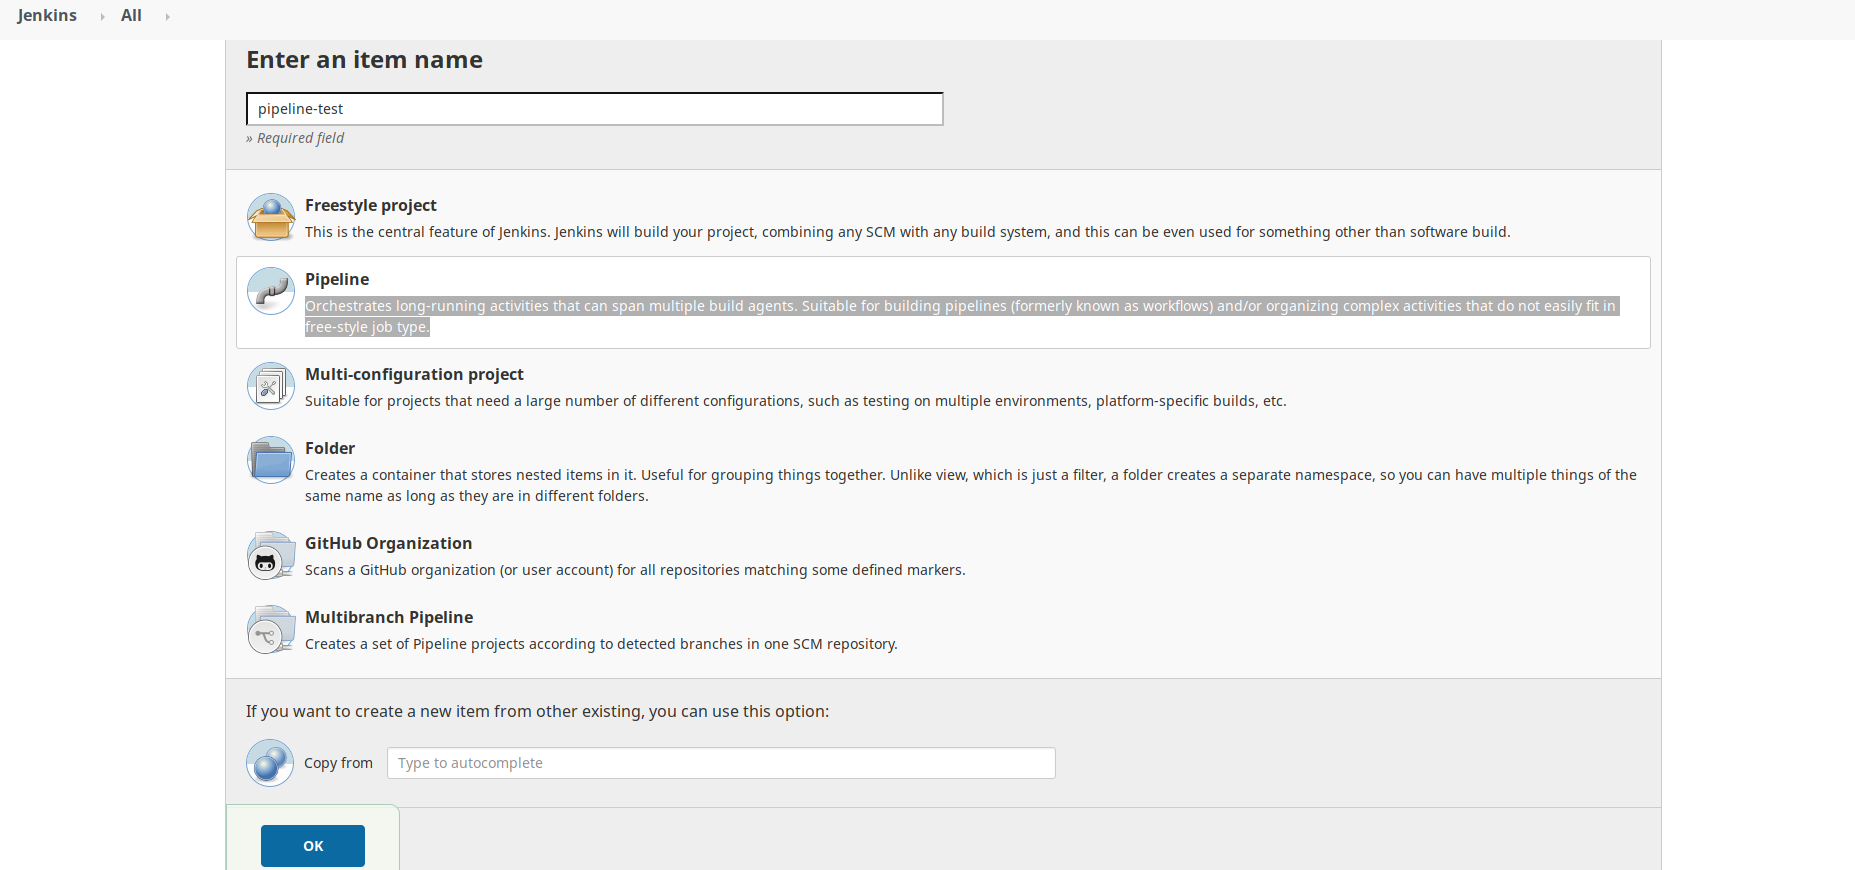 Jenkins All
Enter an item name
pipeline-test
» Required field
Freestyle project
This is the central feature of Jenkins. Jenkins will build your project, combining any SCM with any build system, and this can be even used for something other than software build.
Pipeline
Orchestrates long-running activities that can span multiple build agents. Suitable for building pipelines (formerly known as workflows) and/or organizing complex activities that do not easily fit in
free-style job type.
Multi-configuration project
Suitable for projects that need a large number of different configurations, such as testing on multiple environments, platform-specific builds, etc.
Folder
Creates a container that stores nested items in it. Useful for grouping things together. Unlike view, which is just a filter, a folder creates a separate namespace, so you can have multiple things of the
same name as long as they are in different folders.
GitHub Organization
Scans a GitHub organization (or user account) for all repositories matching some defined markers.
Multibranch Pipeline
Creates a set of Pipeline projects according to detected branches in one SCM repository.
If you want to create a new item from other existing, you can use this option:
Copy from Type to autocomplete
OK